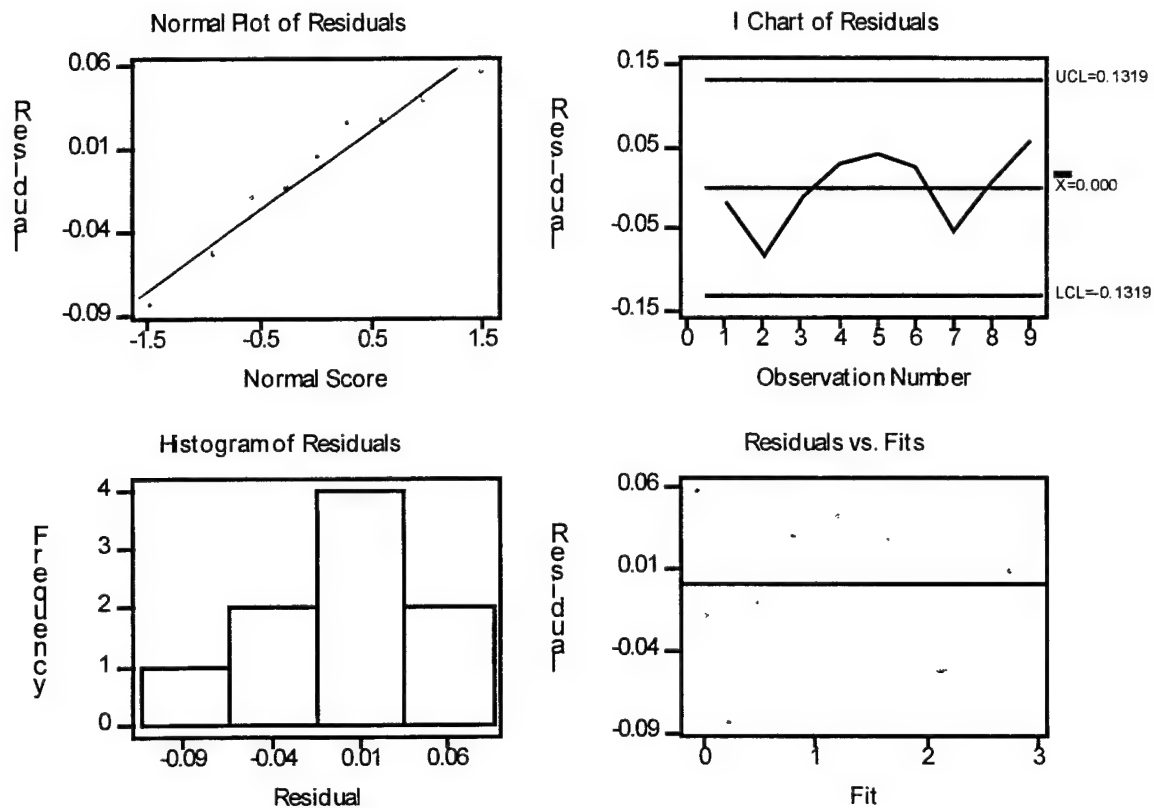 Normal Plot of Residuals
0.06
0.01
-0.04
-0.09
Residual
-1.5
-0.5
0.5
1.5
Normal Score
I Chart of Residuals
0.15
0.05
-0.05
-0.15
Residual
UCL=0.1319
X=0.000
LCL=-0.1319
0 1 2 3 4 5 6 7 8 9
Observation Number
Histogram of Residuals
4
3
2
1
0
Frequency
-0.09
-0.04
0.01
0.06
Residual
Residuals vs. Fits
0.06
0.01
-0.04
-0.09
Residual
0
1
2
3
Fit